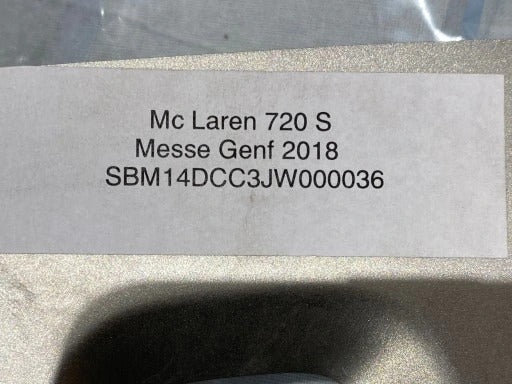 Mc Laren 720 S
Messe Genf 2018
SBM14DCC3JW000036